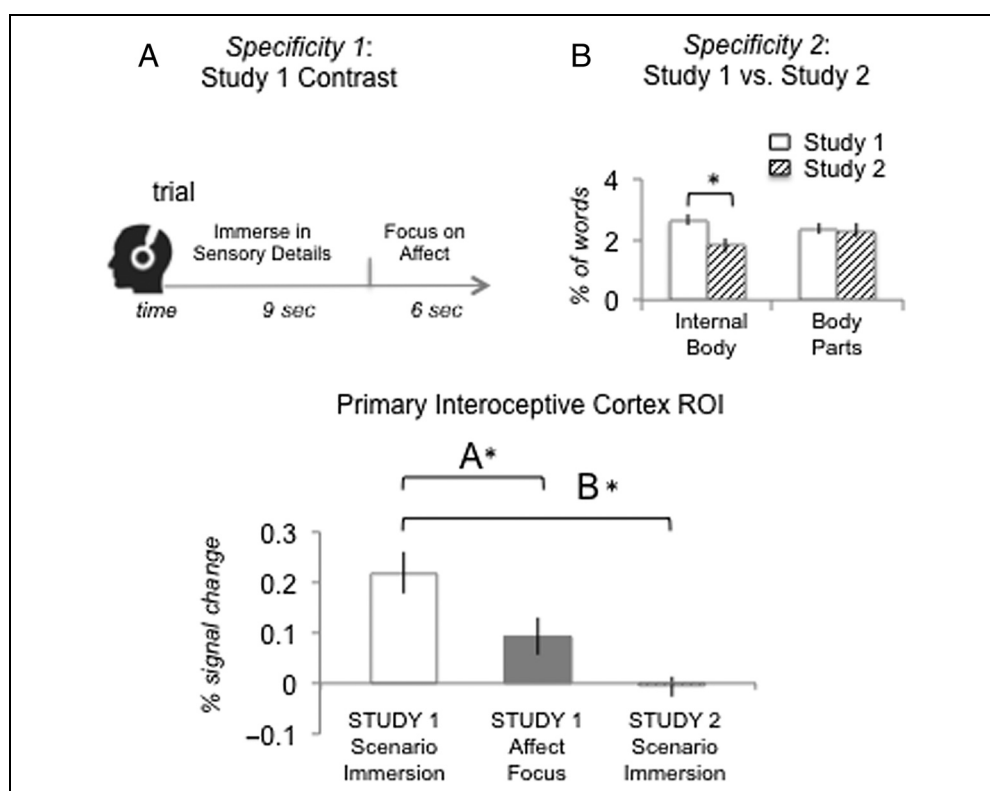 A
Specificity 1:
Study 1 Contrast
trial
Immerse in
Sensory Details
Focus on
Affect
time
9 sec
6 sec
B
Specificity 2:
Study 1 vs. Study 2
Study 1
Study 2
% of words
4
2
0
*
Internal
Body
Body
Parts
Primary Interoceptive Cortex ROI
A*
B*
% signal change
0.3
0.2
0.1
0
−0.1
STUDY 1
Scenario
Immersion
STUDY 1
Affect
Focus
STUDY 2
Scenario
Immersion